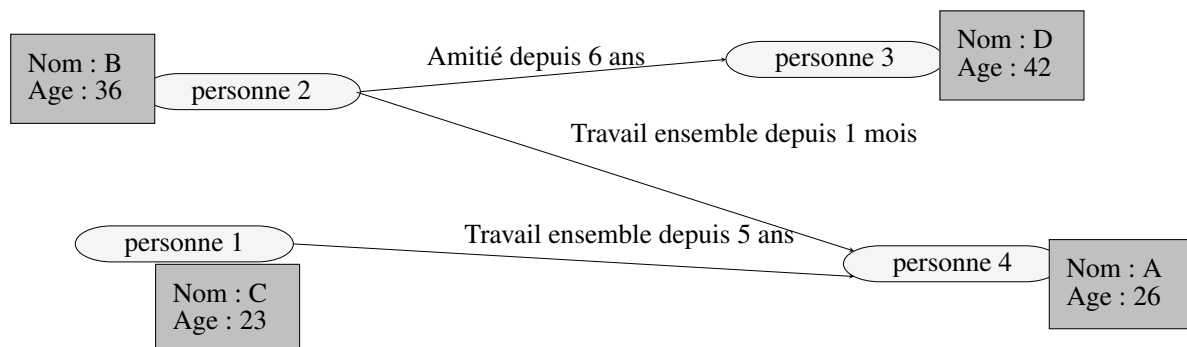 Nom : B
Age : 36
personne 2
Amitié depuis 6 ans
personne 3
Nom : D
Age : 42
Travail ensemble depuis 1 mois
personne 1
Nom : C
Age : 23
Travail ensemble depuis 5 ans
personne 4
Nom : A
Age : 26